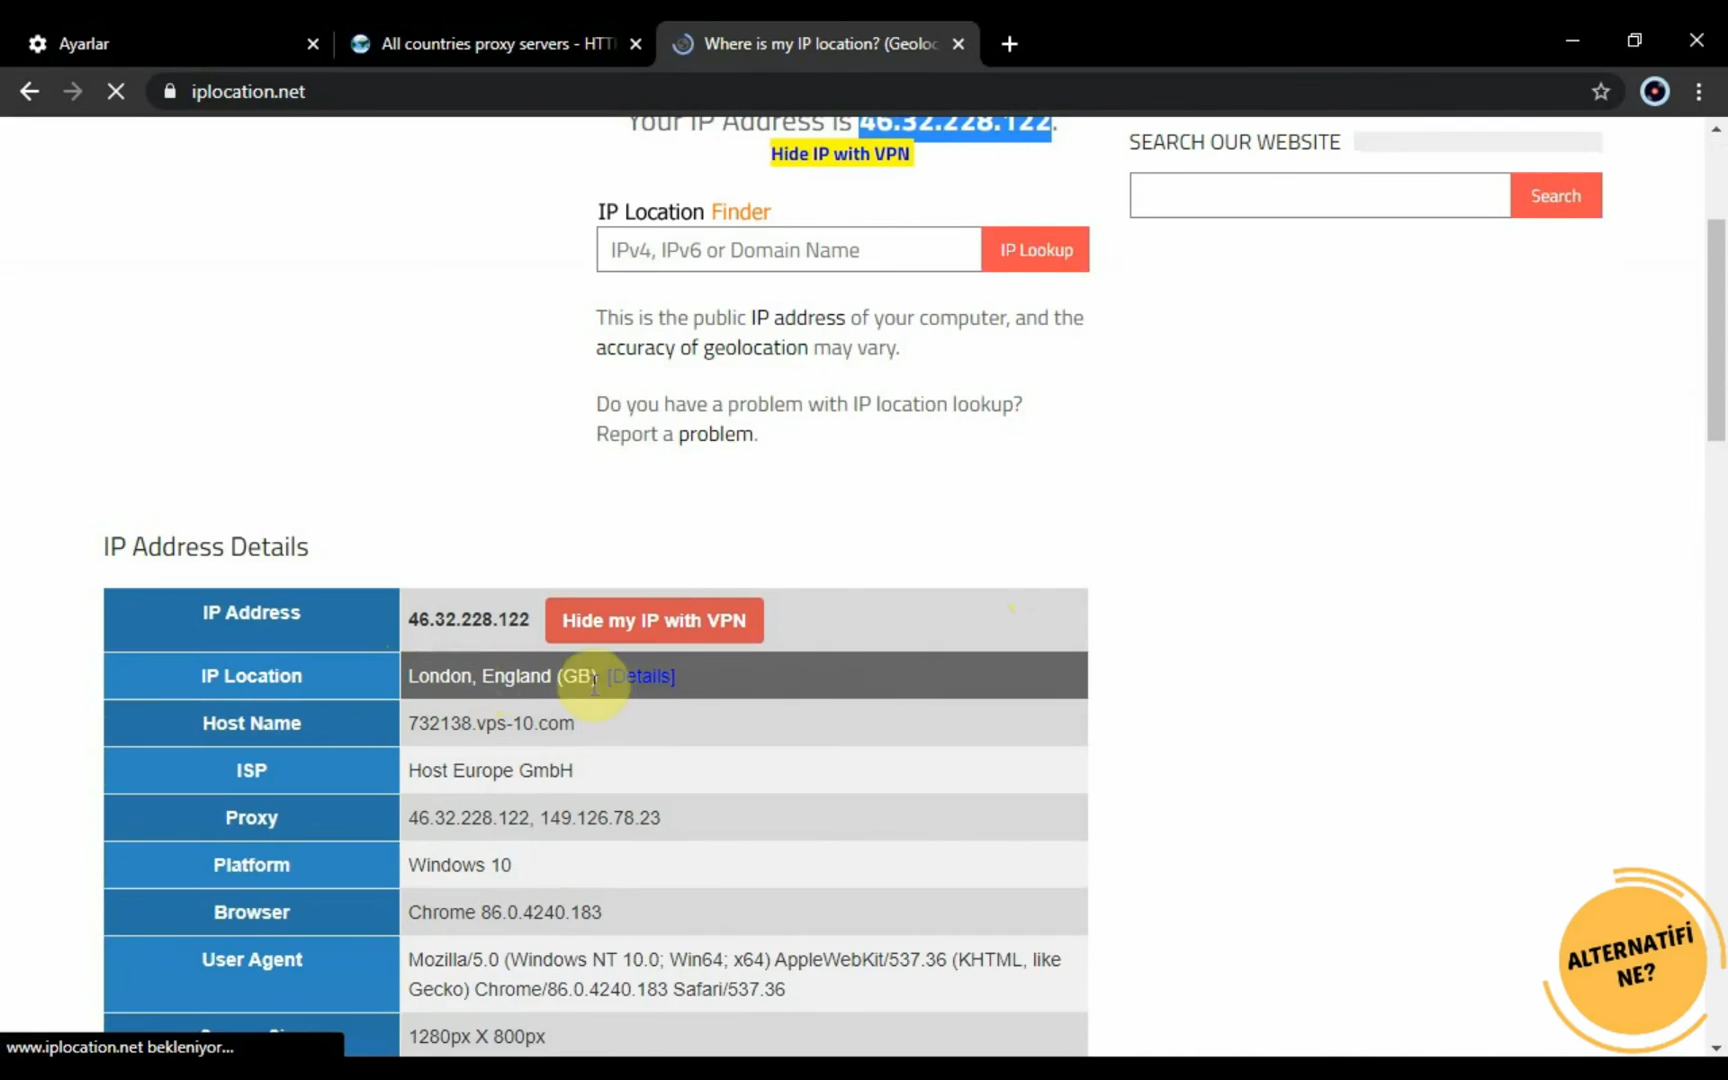 Ayarlar
All countries proxy servers - HTT
Where is my IP location? (Geoloc
iplocation.net
Your IP Address is 46.32.228.122.
Hide IP with VPN
SEARCH OUR WEBSITE
Search
IP Location Finder
IPv4, IPv6 or Domain Name
IP Lookup
This is the public IP address of your computer, and the
accuracy of geolocation may vary.
Do you have a problem with IP location lookup?
Report a problem.
IP Address Details
IP Address 46.32.228.122 Hide my IP with VPN
IP Location London, England (GB) [Details]
Host Name 732138.vps-10.com
ISP Host Europe GmbH
Proxy 46.32.228.122, 149.126.78.23
Platform Windows 10
Browser Chrome 86.0.4240.183
User Agent Mozilla/5.0 (Windows NT 10.0; Win64; x64) AppleWebKit/537.36 (KHTML, like
Gecko) Chrome/86.0.4240.183 Safari/537.36
1280px X 800px
www.iplocation.net bekleniyor...
ALTERNATİFİ
NE?